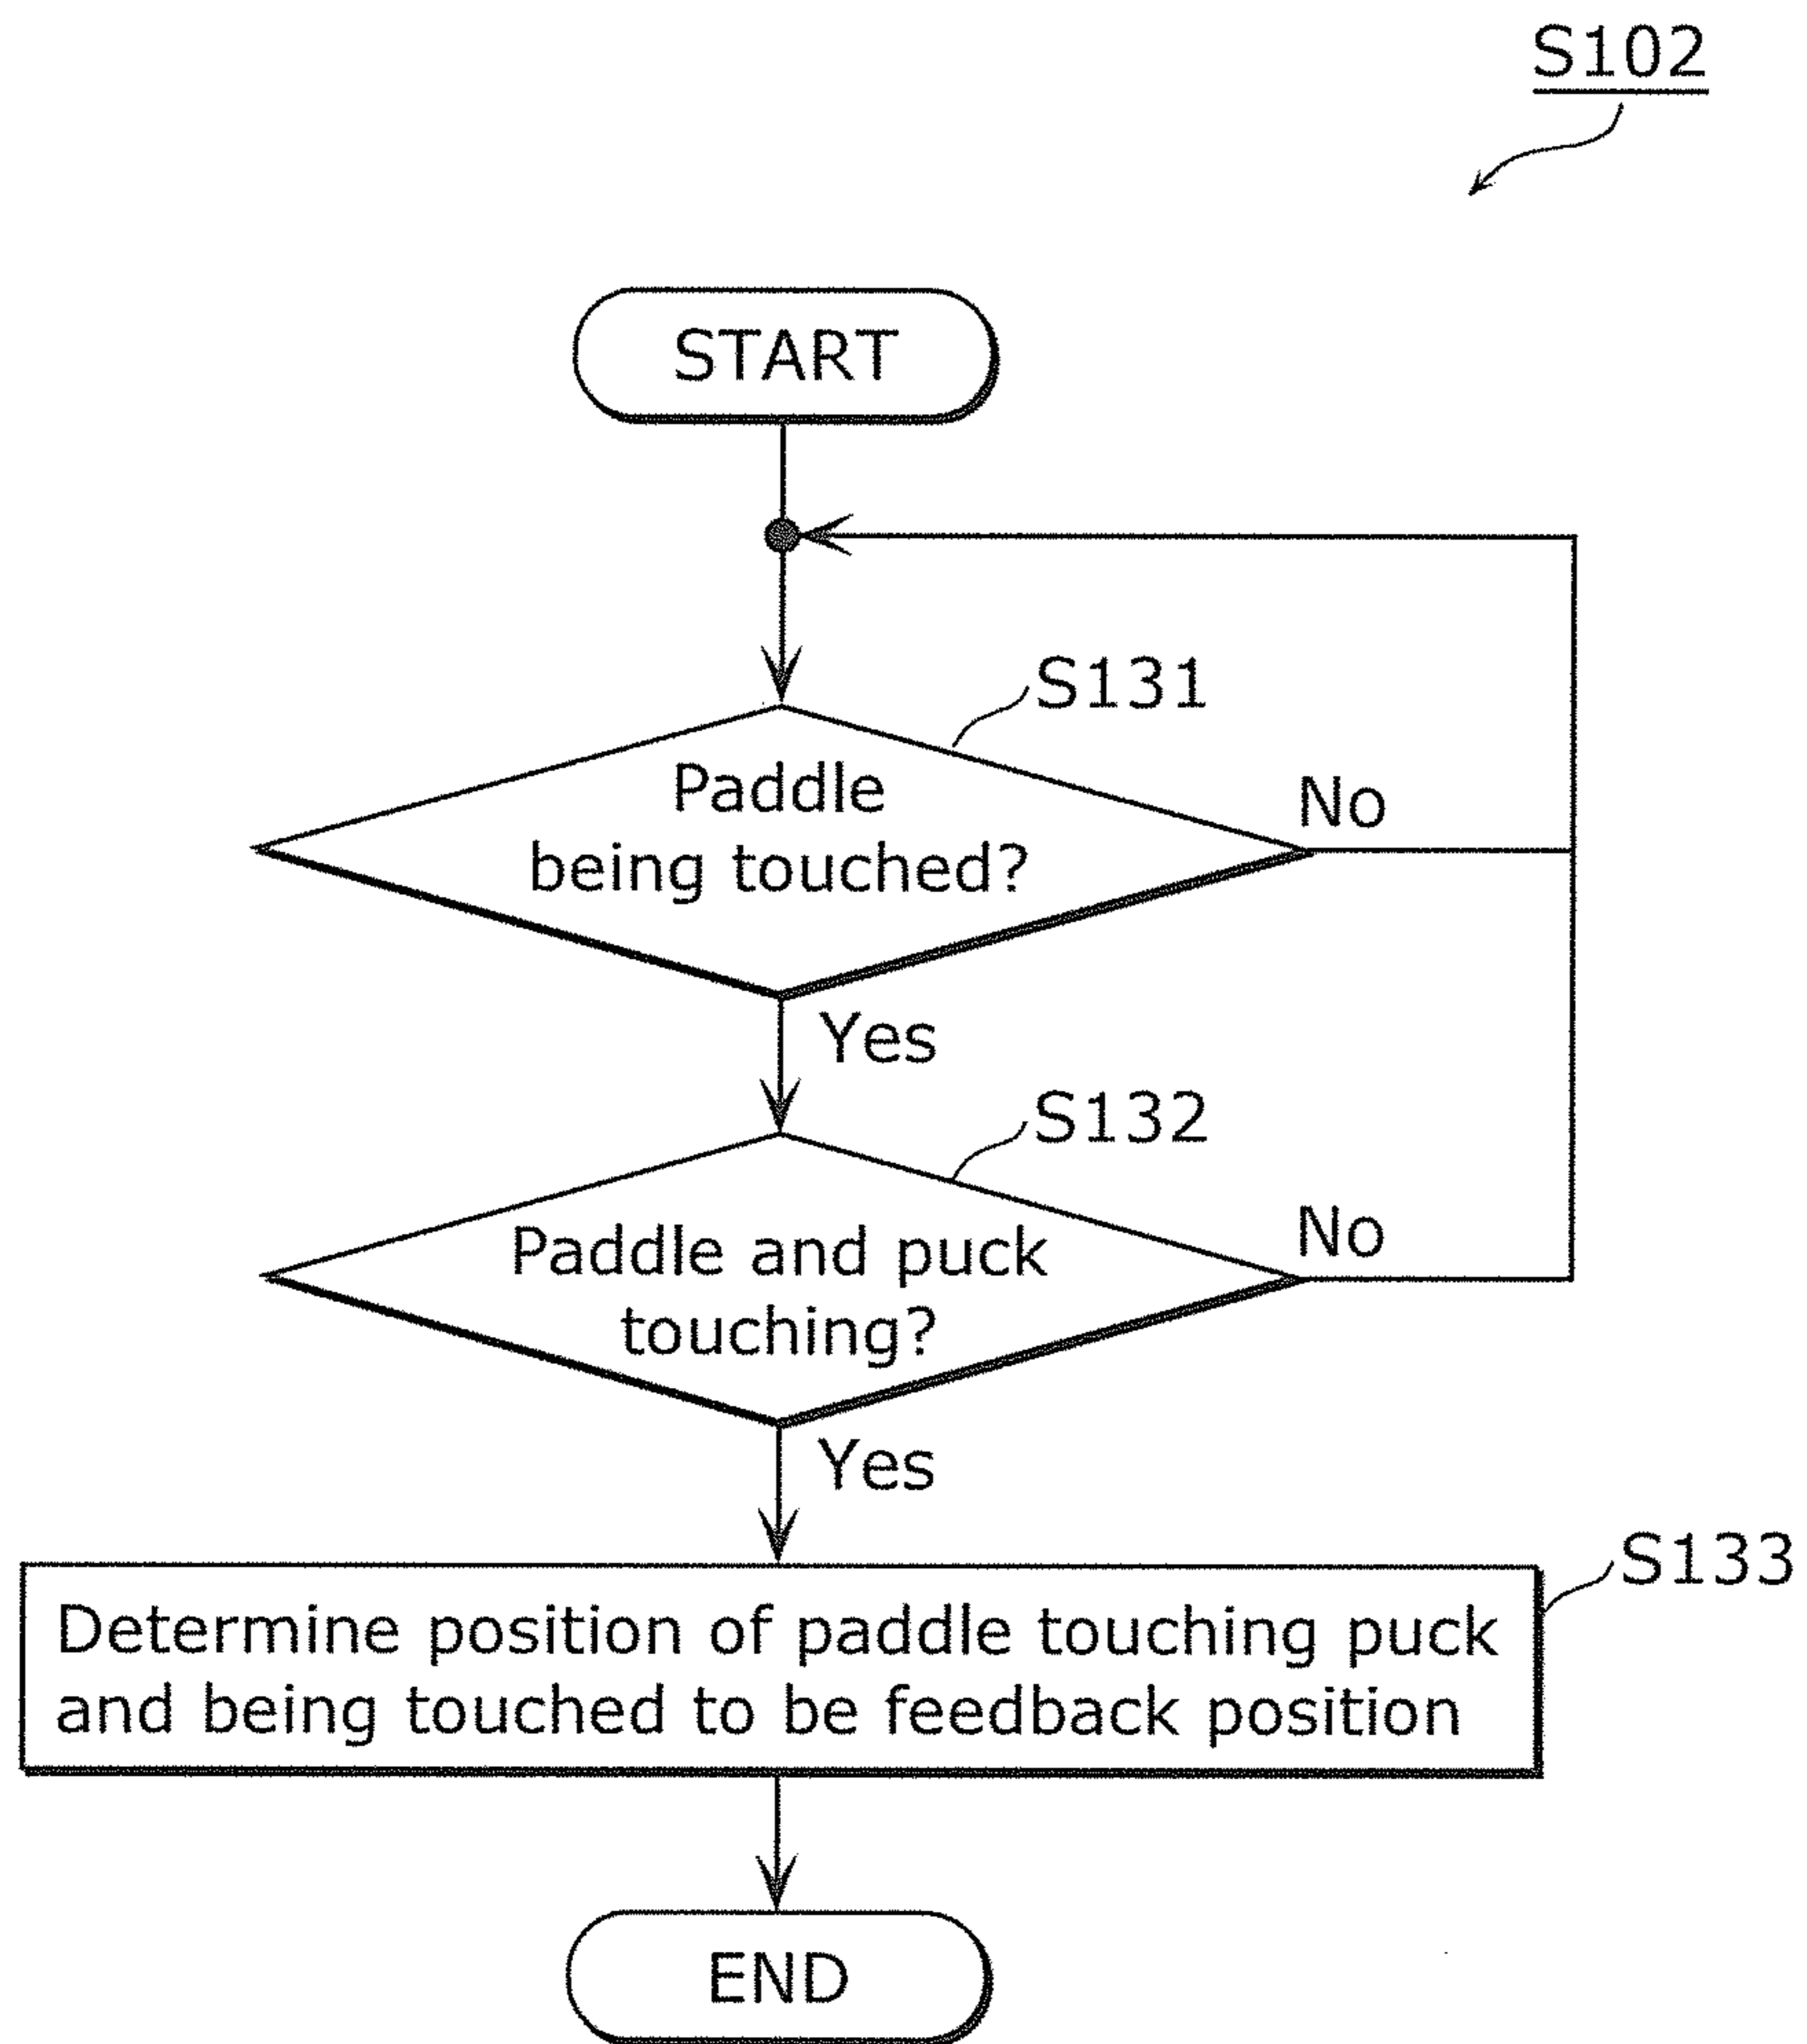 S102
START
S131
Paddle
being touched?
No
Yes
S132
Paddle and puck
touching?
No
Yes
S133
Determine position of paddle touching puck
and being touched to be feedback position
END